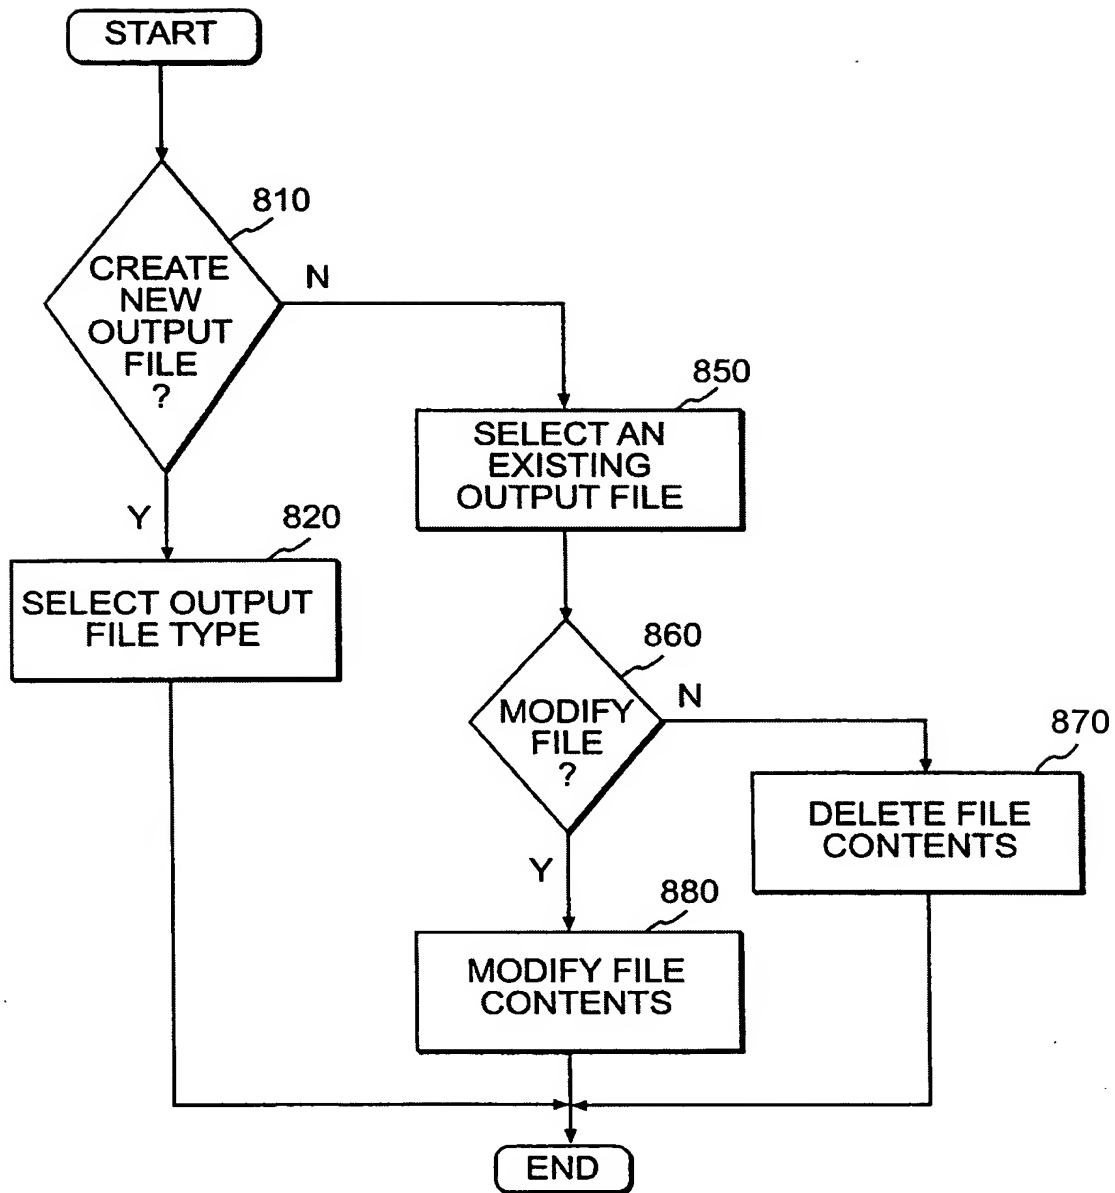 START
810
CREATE
NEW
OUTPUT
FILE
?
N
Y
850
SELECT AN
EXISTING
OUTPUT FILE
820
SELECT OUTPUT
FILE TYPE
860
MODIFY
FILE
?
N
Y
870
DELETE FILE
CONTENTS
880
MODIFY FILE
CONTENTS
END